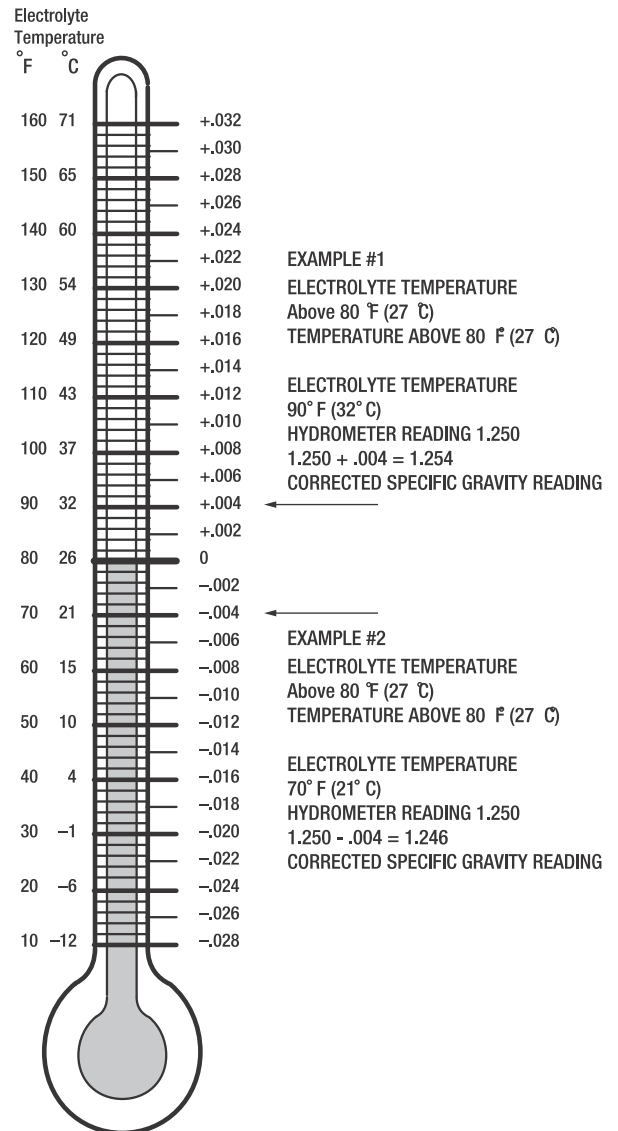 Electrolyte
Temperature
°F °C
160 71 +.032
+.030
150 65 +.028
+.026
140 60 +.024
+.022
130 54 +.020
+.018
120 49 +.016
+.014
110 43 +.012
+.010
100 37 +.008
+.006
90 32 +.004
+.002
80 26 0
–.002
70 21 –.004
–.006
60 15 –.008
–.010
50 10 –.012
–.014
40 4 –.016
–.018
30 –1 –.020
–.022
20 –6 –.024
–.026
10 –12 –.028
EXAMPLE #1
ELECTROLYTE TEMPERATURE
Above 80 °F (27 °C)
TEMPERATURE ABOVE 80 °F (27 °C)
ELECTROLYTE TEMPERATURE
90° F (32° C)
HYDROMETER READING 1.250
1.250 + .004 = 1.254
CORRECTED SPECIFIC GRAVITY READING
EXAMPLE #2
ELECTROLYTE TEMPERATURE
Above 80 °F (27 °C)
TEMPERATURE ABOVE 80 °F (27 °C)
ELECTROLYTE TEMPERATURE
70° F (21° C)
HYDROMETER READING 1.250
1.250 - .004 = 1.246
CORRECTED SPECIFIC GRAVITY READING